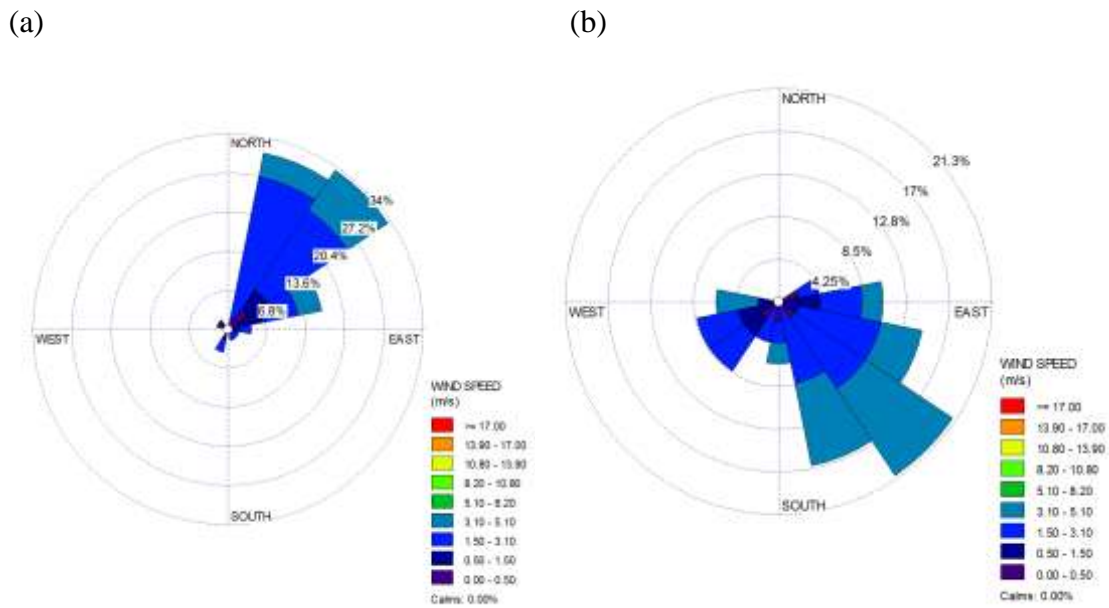 (a)
(b)
NORTH
34%
27.2%
20.4%
13.6%
6.8%
WEST
EAST
SOUTH
WIND SPEED
(m/s)
>= 17.00
13.90 - 17.00
10.80 - 13.90
8.20 - 10.80
5.10 - 8.20
3.10 - 5.10
1.50 - 3.10
0.50 - 1.50
0.00 - 0.50
Calms: 0.00%
NORTH
21.3%
17%
12.8%
8.5%
4.25%
WEST
EAST
SOUTH
WIND SPEED
(m/s)
>= 17.00
13.90 - 17.00
10.80 - 13.90
8.20 - 10.80
5.10 - 8.20
3.10 - 5.10
1.50 - 3.10
0.50 - 1.50
0.00 - 0.50
Calms: 0.00%